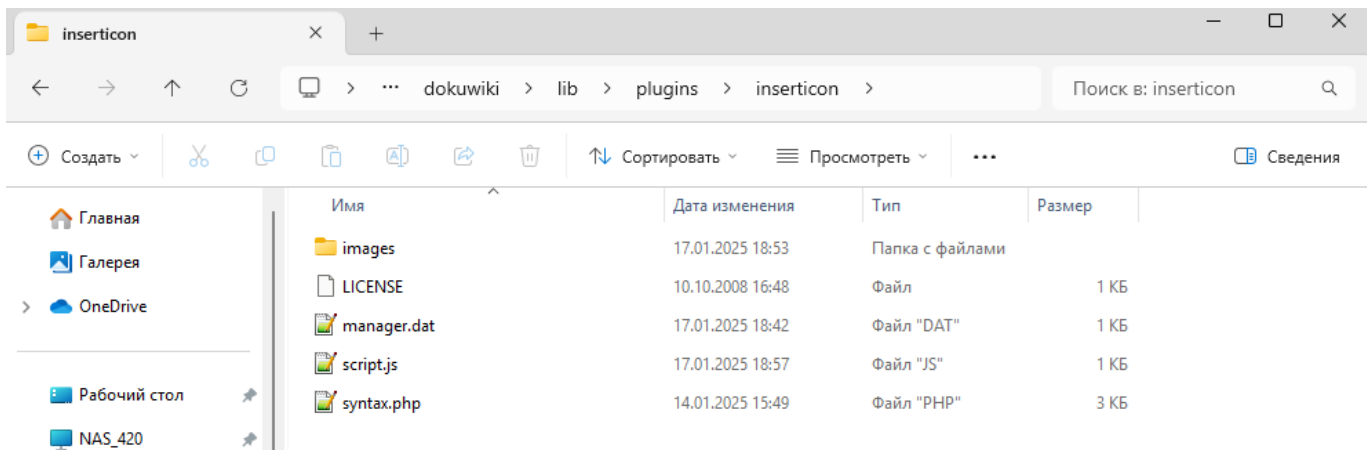 inserticon
dokuwiki > lib > plugins > inserticon >
Поиск в: inserticon
Создать
Сортировать
Просмотреть
Сведения
Главная
Галерея
OneDrive
Рабочий стол
NAS_420
Имя Дата изменения Тип Размер
images 17.01.2025 18:53 Папка с файлами
LICENSE 10.10.2008 16:48 Файл 1 КБ
manager.dat 17.01.2025 18:42 Файл "DAT" 1 КБ
script.js 17.01.2025 18:57 Файл "JS" 1 КБ
syntax.php 14.01.2025 15:49 Файл "PHP" 3 КБ